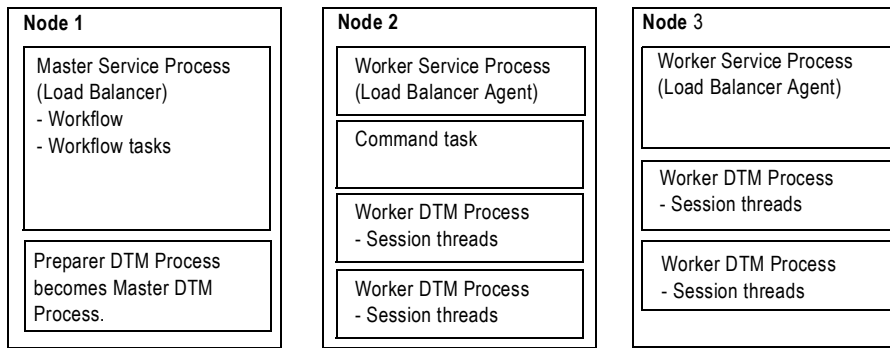 Node 1
Master Service Process
(Load Balancer)
- Workflow
- Workflow tasks
Preparer DTM Process
becomes Master DTM
Process.
Node 2
Worker Service Process
(Load Balancer Agent)
Command task
Worker DTM Process
- Session threads
Worker DTM Process
- Session threads
Node 3
Worker Service Process
(Load Balancer Agent)
Worker DTM Process
- Session threads
Worker DTM Process
- Session threads